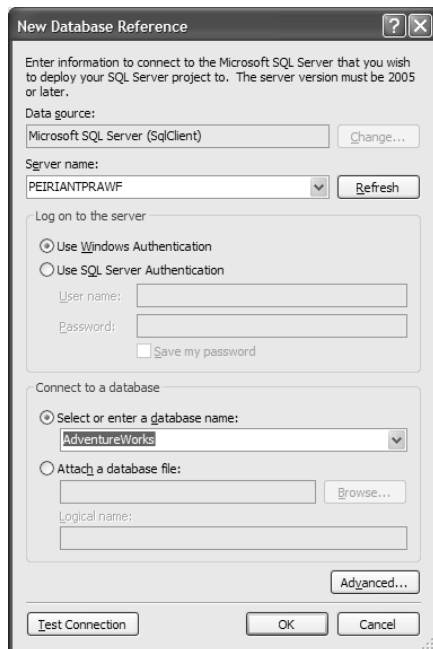 New Database Reference
Enter information to connect to the Microsoft SQL Server that you wish
to deploy your SQL Server project to. The server version must be 2005
or later.
Data source:
Microsoft SQL Server (SqlClient)
Change...
Server name:
PEIRIANTPRAWF
Refresh
Log on to the server
Use Windows Authentication
Use SQL Server Authentication
User name:
Password:
Save my password
Connect to a database
Select or enter a database name:
AdventureWorks
Attach a database file:
Browse...
Logical name:
Advanced...
Test Connection
OK
Cancel